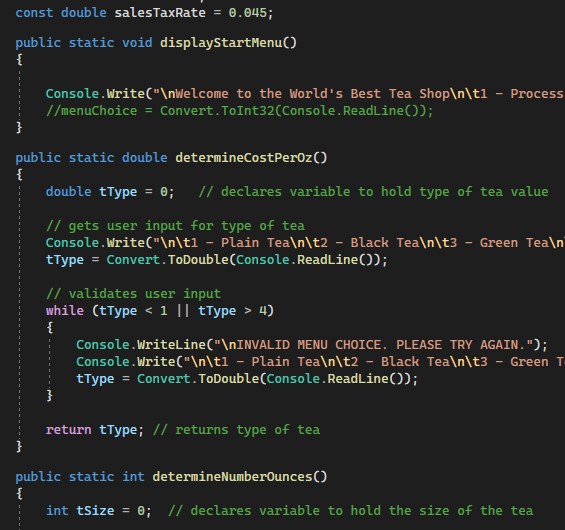 const double salesTaxRate = 0.045;
public static void displayStartMenu()
{
Console.Write("\nWelcome to the World's Best Tea Shop\n\t1 - Process
//menuChoice = Convert.ToInt32(Console.ReadLine());
}
public static double determineCostPerOz()
{
double tType = 0;   // declares variable to hold type of tea value
// gets user input for type of tea
Console.Write("\n\t1 - Plain Tea\n\t2 - Black Tea\n\t3 - Green Tea\n
tType = Convert.ToDouble(Console.ReadLine());
// validates user input
while (tType < 1 || tType > 4)
{
Console.WriteLine("\nINVALID MENU CHOICE. PLEASE TRY AGAIN.");
Console.Write("\n\t1 - Plain Tea\n\t2 - Black Tea\n\t3 - Green T
tType = Convert.ToDouble(Console.ReadLine());
}
return tType; // returns type of tea
}
public static int determineNumberOunces()
{
int tSize = 0;  // declares variable to hold the size of the tea